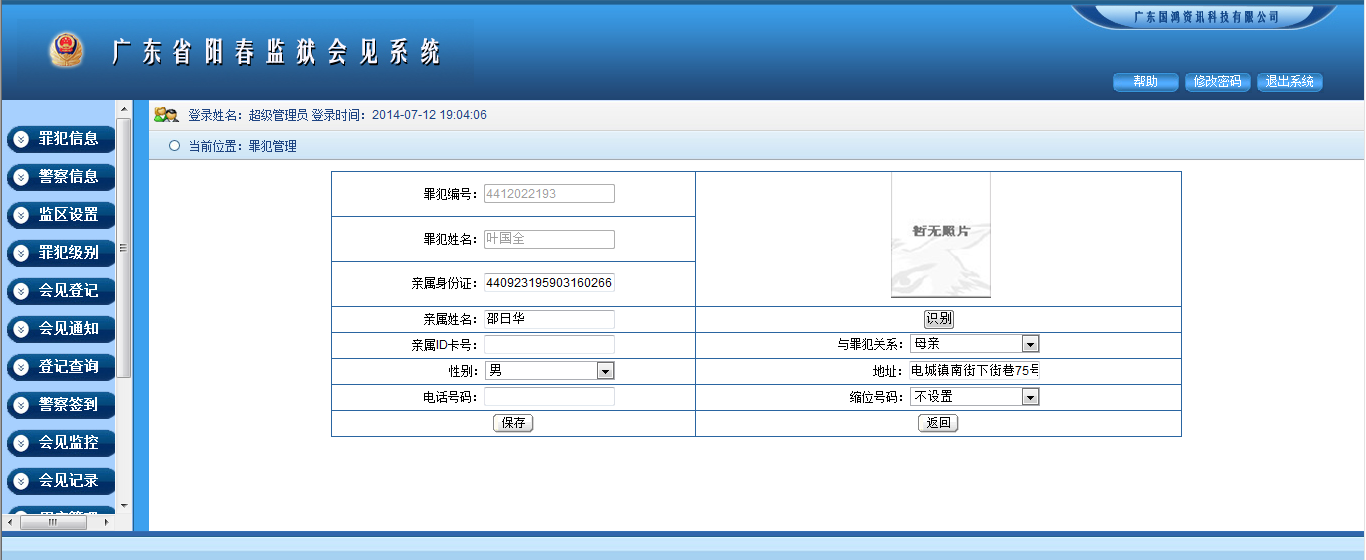 广东国鸿资讯科技有限公司
广东省阳春监狱会见系统
帮助 修改密码 退出系统
登录姓名：超级管理员 登录时间：2014-07-12 19:04:06
当前位置：罪犯管理
罪犯信息
警察信息
监区设置
罪犯级别
会见登记
会见通知
登记查询
警察签到
会见监控
会见记录
罪犯编号：4412022193
暂无照片
罪犯姓名：叶国全
亲属身份证：440923195903160266
亲属姓名：邵日华
识别
亲属ID卡号：
与罪犯关系：母亲
性别：男
地址：电城镇南街下街巷75号
电话号码：
缩位号码：不设置
保存
返回